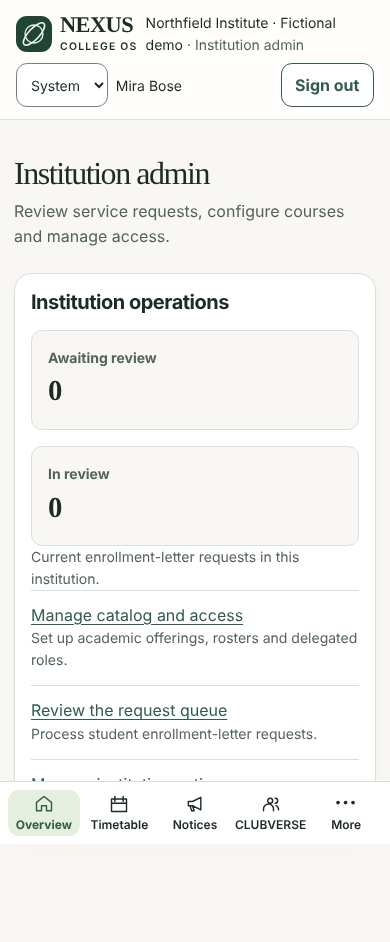 NEXUS
COLLEGE OS
Northfield Institute · Fictional
demo · Institution admin
System
Mira Bose
Sign out
Institution admin
Review service requests, configure courses
and manage access.
Institution operations
Awaiting review
0
In review
0
Current enrollment-letter requests in this
institution.
Manage catalog and access
Set up academic offerings, rosters and delegated
roles.
Review the request queue
Process student enrollment-letter requests.
Overview
Timetable
Notices
CLUBVERSE
More